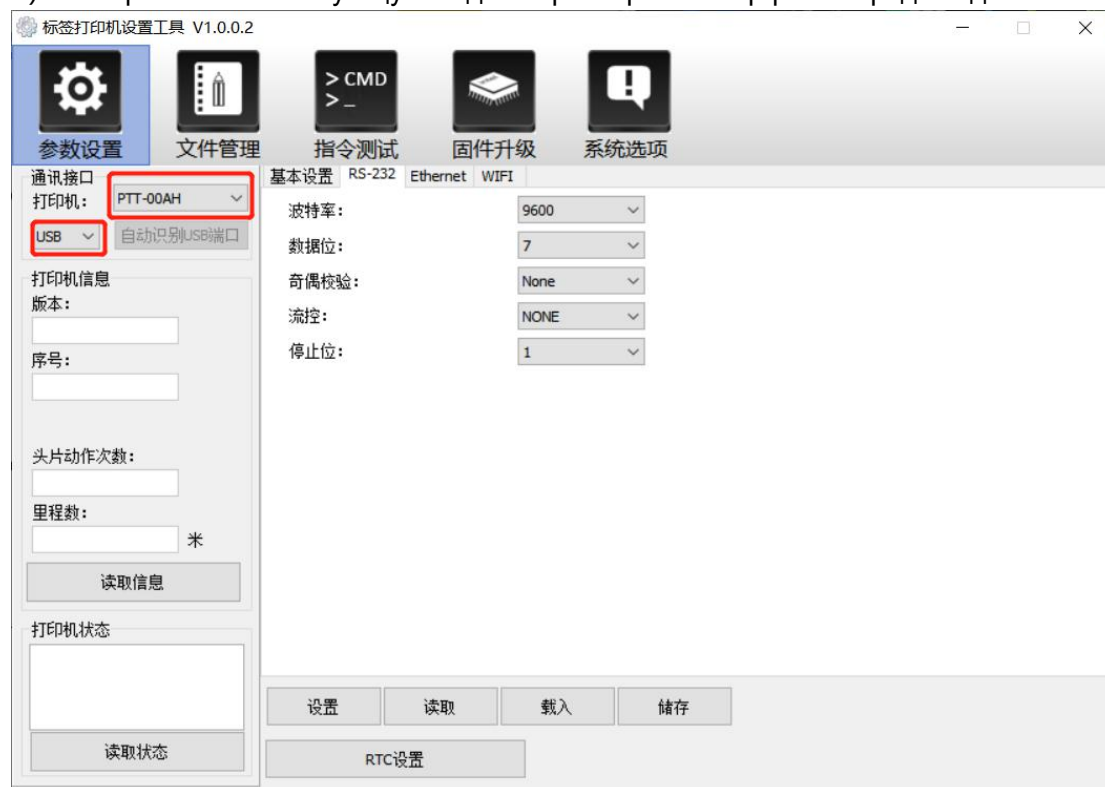 标签打印机设置工具 V1.0.0.2
> CMD
> _
参数设置 文件管理 指令测试 固件升级 系统选项
通讯接口
打印机: PTT-00AH
USB 自动识别USB端口
打印机信息
版本:
序号:
头片动作次数:
里程数:
米
读取信息
打印机状态
读取状态
基本设置 RS-232 Ethernet WIFI
波特率: 9600
数据位: 7
奇偶校验: None
流控: NONE
停止位: 1
设置 读取 载入 储存
RTC设置